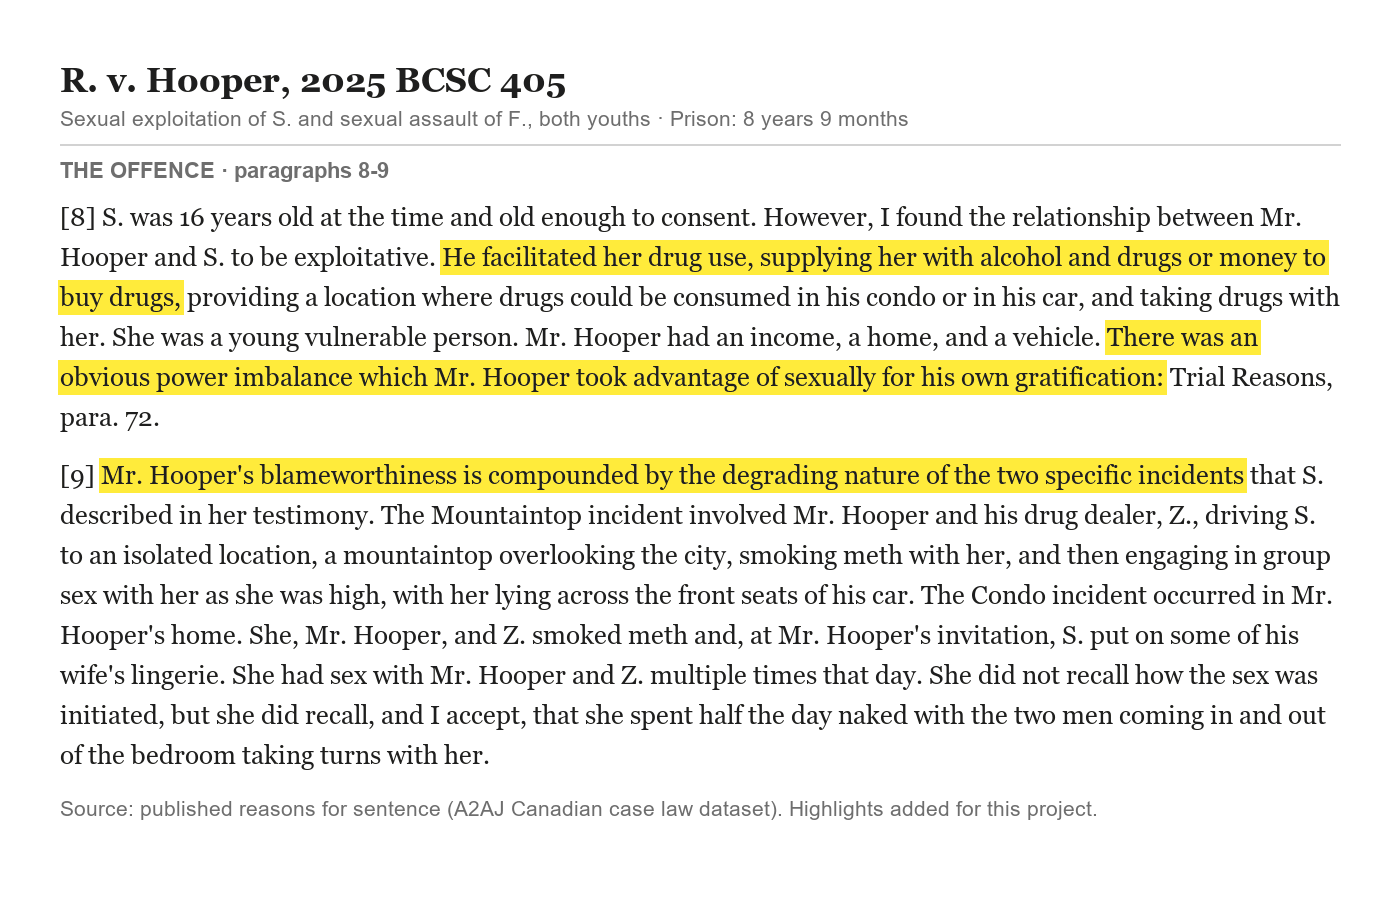 R. v. Hooper, 2025 BCSC 405
Sexual exploitation of S. and sexual assault of F., both youths · Prison: 8 years 9 months
THE OFFENCE · paragraphs 8-9
[8] S. was 16 years old at the time and old enough to consent. However, I found the relationship between Mr.
Hooper and S. to be exploitative. He facilitated her drug use, supplying her with alcohol and drugs or money to
buy drugs, providing a location where drugs could be consumed in his condo or in his car, and taking drugs with
her. She was a young vulnerable person. Mr. Hooper had an income, a home, and a vehicle. There was an
obvious power imbalance which Mr. Hooper took advantage of sexually for his own gratification: Trial Reasons,
para. 72.
[9] Mr. Hooper's blameworthiness is compounded by the degrading nature of the two specific incidents that S.
described in her testimony. The Mountaintop incident involved Mr. Hooper and his drug dealer, Z., driving S.
to an isolated location, a mountaintop overlooking the city, smoking meth with her, and then engaging in group
sex with her as she was high, with her lying across the front seats of his car. The Condo incident occurred in Mr.
Hooper's home. She, Mr. Hooper, and Z. smoked meth and, at Mr. Hooper's invitation, S. put on some of his
wife's lingerie. She had sex with Mr. Hooper and Z. multiple times that day. She did not recall how the sex was
initiated, but she did recall, and I accept, that she spent half the day naked with the two men coming in and out
of the bedroom taking turns with her.
Source: published reasons for sentence (A2AJ Canadian case law dataset). Highlights added for this project.